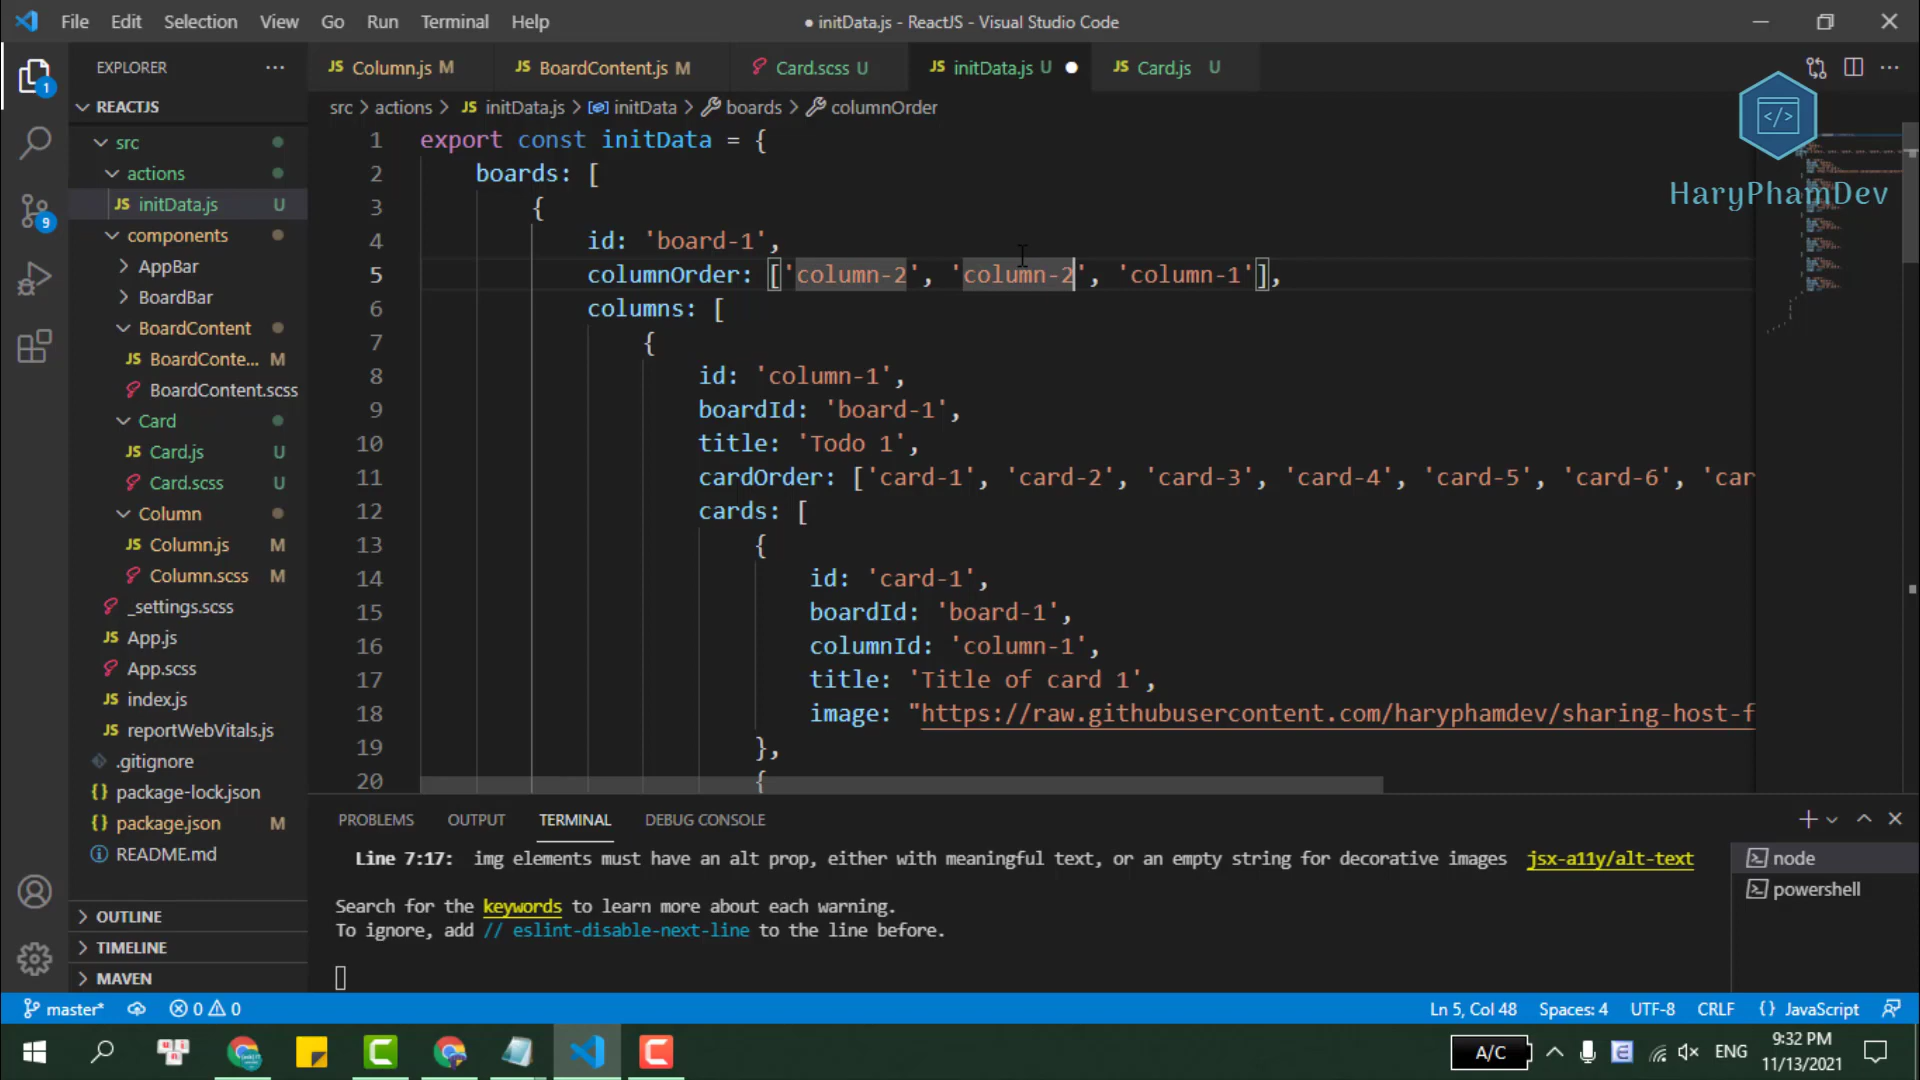 File Edit Selection View Go Run Terminal Help
● initData.js - ReactJS - Visual Studio Code
EXPLORER
REACTJS
src
actions
JS initData.js U
components
AppBar
BoardBar
BoardContent
JS BoardConte... M
BoardContent.scss
Card
JS Card.js U
Card.scss U
Column
JS Column.js M
Column.scss M
_settings.scss
JS App.js
App.scss
JS index.js
JS reportWebVitals.js
.gitignore
{} package-lock.json
{} package.json M
README.md
OUTLINE
TIMELINE
MAVEN
1
9
JS Column.js M JS BoardContent.js M Card.scss U JS initData.js U ● JS Card.js U
src > actions > JS initData.js > initData > boards > columnOrder
</>
HaryPhamDev
1 export const initData = {
2 boards: [
3 {
4 id: 'board-1',
5 columnOrder: ['column-2', 'column-2', 'column-1'],
6 columns: [
7 {
8 id: 'column-1',
9 boardId: 'board-1',
10 title: 'Todo 1',
11 cardOrder: ['card-1', 'card-2', 'card-3', 'card-4', 'card-5', 'card-6', 'car
12 cards: [
13 {
14 id: 'card-1',
15 boardId: 'board-1',
16 columnId: 'column-1',
17 title: 'Title of card 1',
18 image: "https://raw.githubusercontent.com/haryphamdev/sharing-host-f
19 },
20 {
PROBLEMS OUTPUT TERMINAL DEBUG CONSOLE
Line 7:17: img elements must have an alt prop, either with meaningful text, or an empty string for decorative images jsx-a11y/alt-text
Search for the keywords to learn more about each warning.
To ignore, add // eslint-disable-next-line to the line before.
node
powershell
master* 0 0 Ln 5, Col 48 Spaces: 4 UTF-8 CRLF {} JavaScript
A/C ENG
9:32 PM
11/13/2021